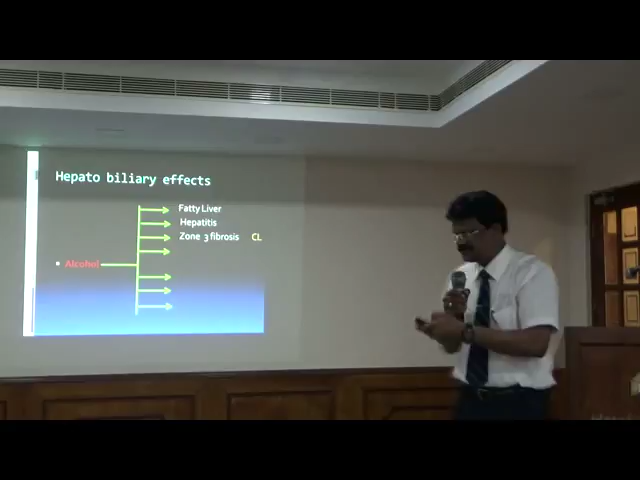 Hepato biliary effects
Fatty Liver
Hepatitis
Zone 3 fibrosis CL
Alcohol